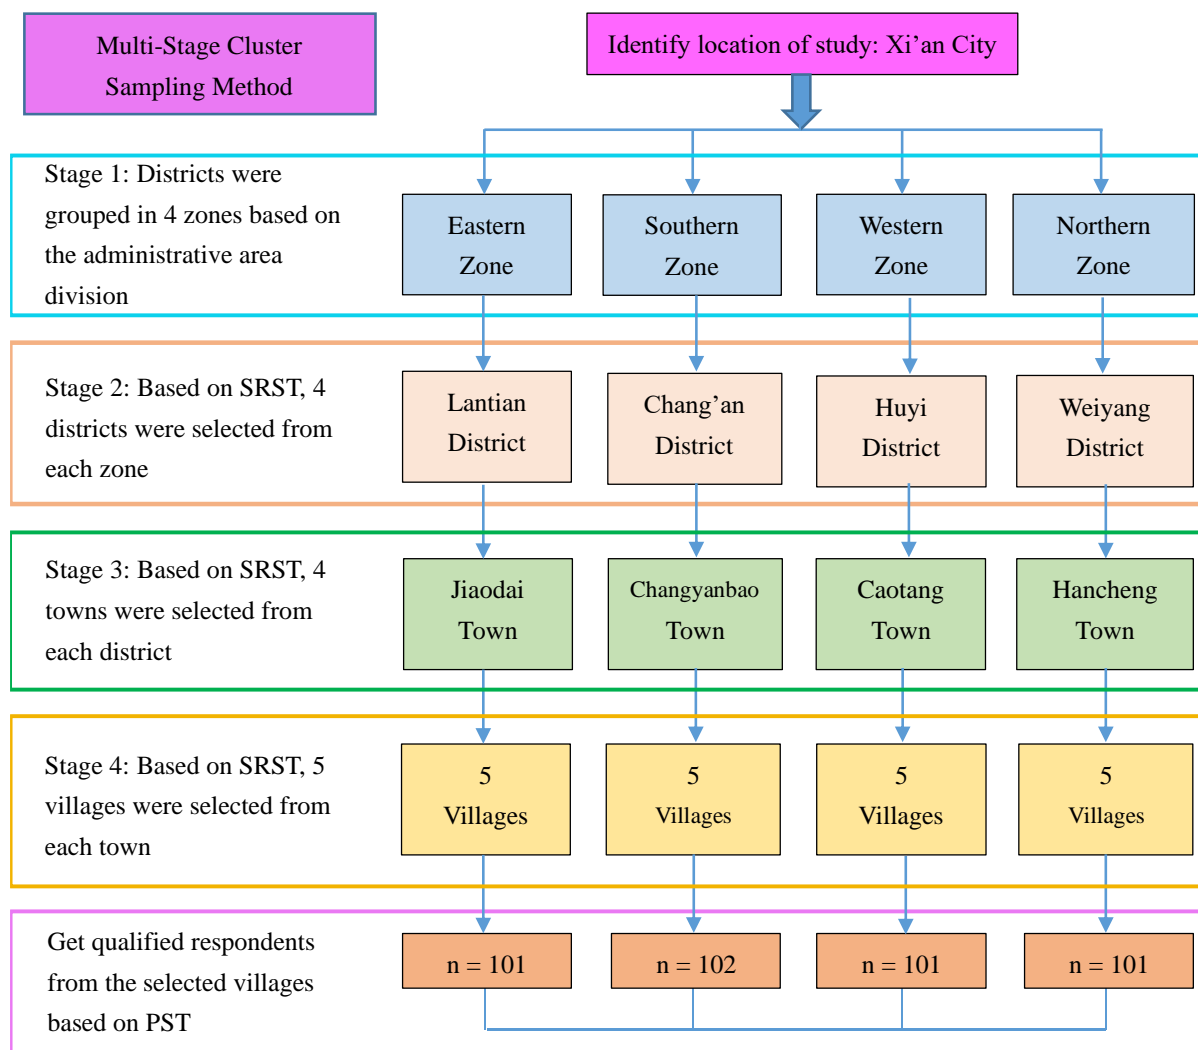 Multi-Stage Cluster
Sampling Method
Identify location of study: Xi’an City
Stage 1: Districts were
grouped in 4 zones based on
the administrative area
division
Eastern
Zone
Southern
Zone
Western
Zone
Northern
Zone
Stage 2: Based on SRST, 4
districts were selected from
each zone
Lantian
District
Chang’an
District
Huyi
District
Weiyang
District
Stage 3: Based on SRST, 4
towns were selected from
each district
Jiaodai
Town
Changyanbao
Town
Caotang
Town
Hancheng
Town
Stage 4: Based on SRST, 5
villages were selected from
each town
5
Villages
5
Villages
5
Villages
5
Villages
Get qualified respondents
from the selected villages
based on PST
n = 101
n = 102
n = 101
n = 101